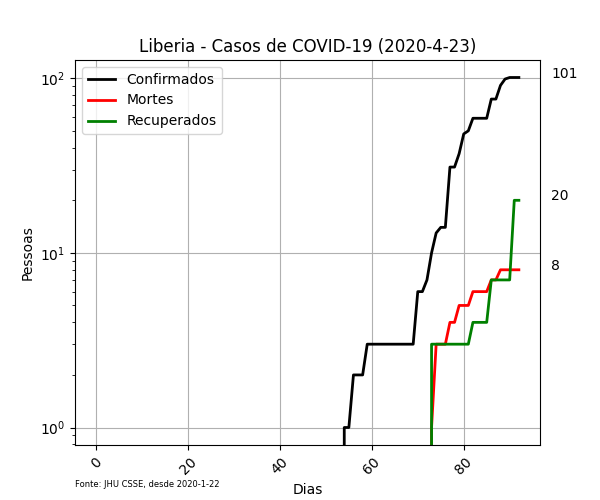 Liberia - Casos de COVID-19 (2020-4-23)
Confirmados
Mortes
Recuperados
10²
10¹
10⁰
Pessoas
101
20
8
0
20
40
60
80
Dias
Fonte: JHU CSSE, desde 2020-1-22